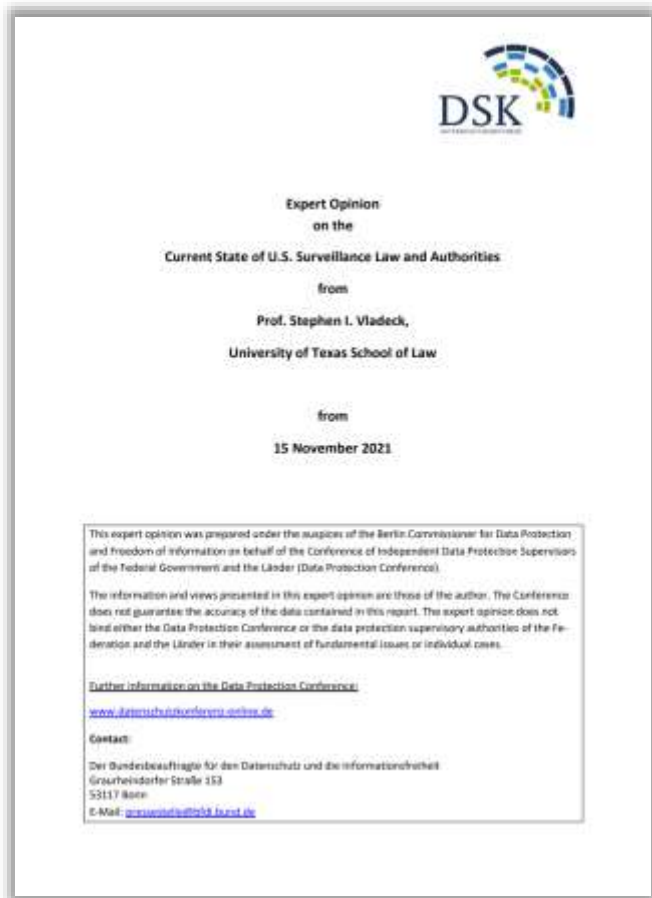 DSK
Expert Opinion
on the
Current State of U.S. Surveillance Law and Authorities
from
Prof. Stephen I. Vladeck,
University of Texas School of Law
from
15 November 2021
This expert opinion was prepared under the auspices of the Berlin Commissioner for Data Protection
and Freedom of Information on behalf of the Conference of Independent Data Protection Supervisors
of the Federal Government and the Länder (Data Protection Conference).
The information and views presented in this expert opinion are those of the author. The Conference
does not guarantee the accuracy of the data contained in this report. The expert opinion does not
bind either the Data Protection Conference or the data protection supervisory authorities of the Fe-
deration and the Länder in their assessment of fundamental issues or individual cases.
Further information on the Data Protection Conference:
www.datenschutzkonferenz-online.de
Contact:
Der Bundesbeauftragte für den Datenschutz und die Informationsfreiheit
Graurheindorfer Straße 153
53117 Bonn
E-Mail: pressestelle@bfdi.bund.de